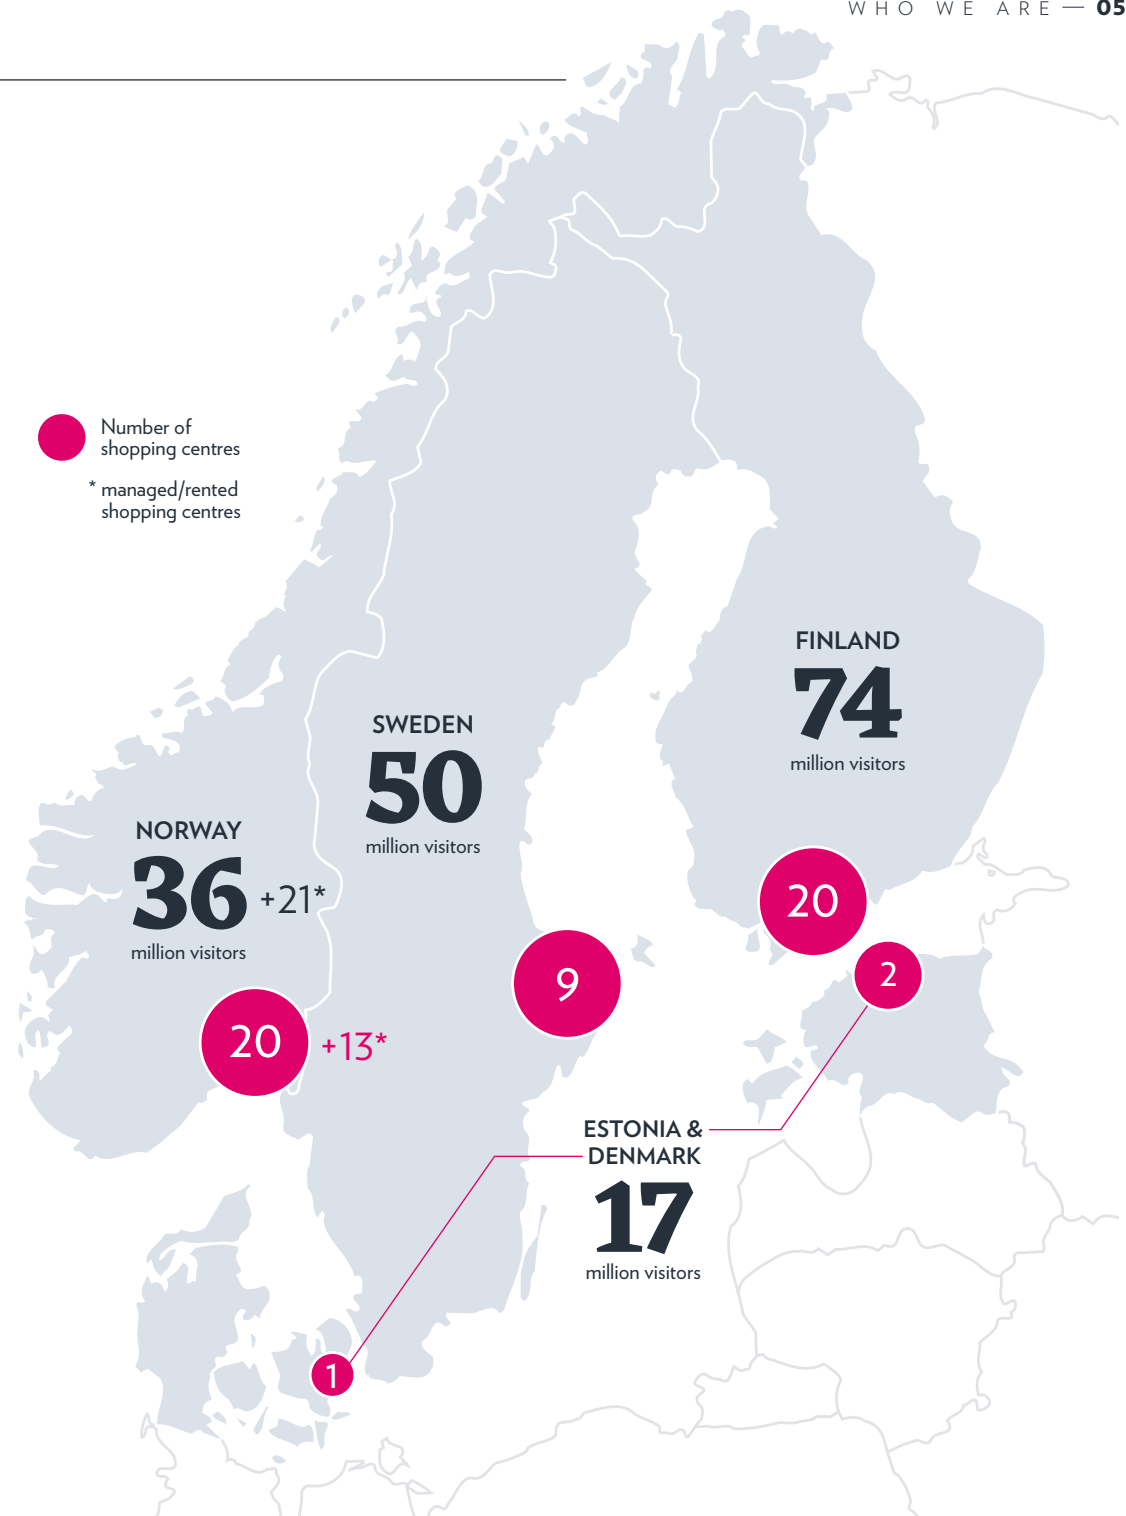 WHO WE ARE — 05
Number of
shopping centres
* managed/rented
shopping centres
FINLAND
74
million visitors
SWEDEN
50
million visitors
NORWAY
36 +21*
million visitors
20
9
2
20 +13*
ESTONIA &
DENMARK
17
million visitors
1